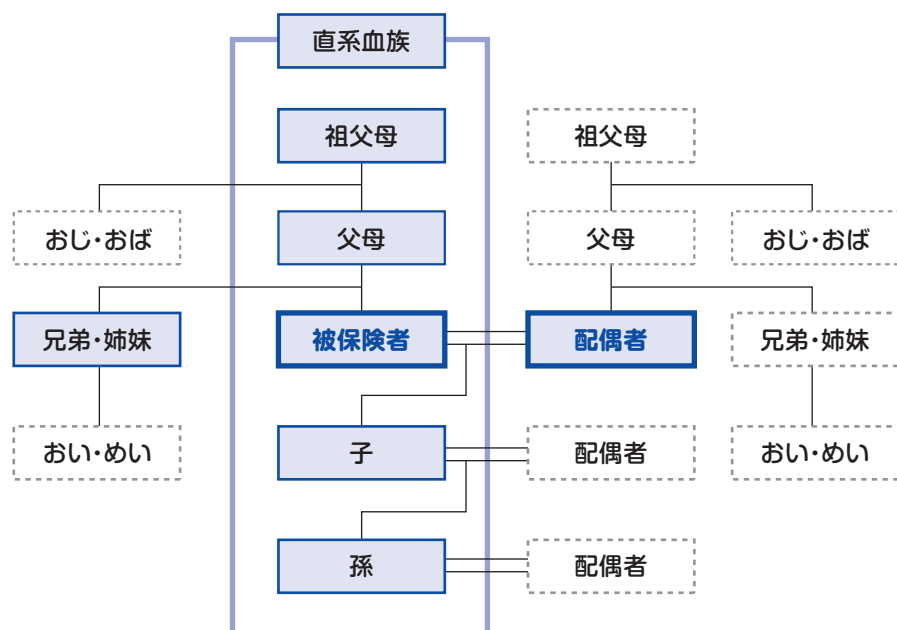 直系血族
祖父母
祖父母
おじ・おば
父母
父母
おじ・おば
兄弟・姉妹
被保険者
配偶者
兄弟・姉妹
おい・めい
子
配偶者
おい・めい
孫
配偶者